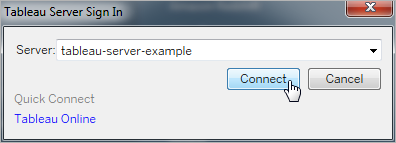 Tableau Server Sign In
Server: tableau-server-example
Connect Cancel
Quick Connect
Tableau Online